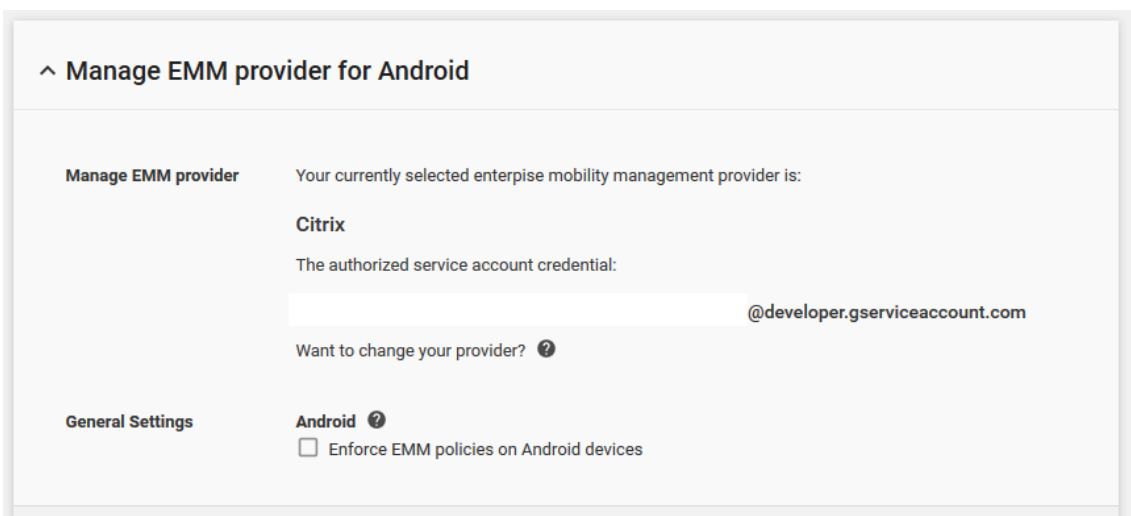 Manage EMM provider for Android
Manage EMM provider
Your currently selected enterpise mobility management provider is:
Citrix
The authorized service account credential:
@developer.gserviceaccount.com
Want to change your provider?
General Settings
Android
Enforce EMM policies on Android devices